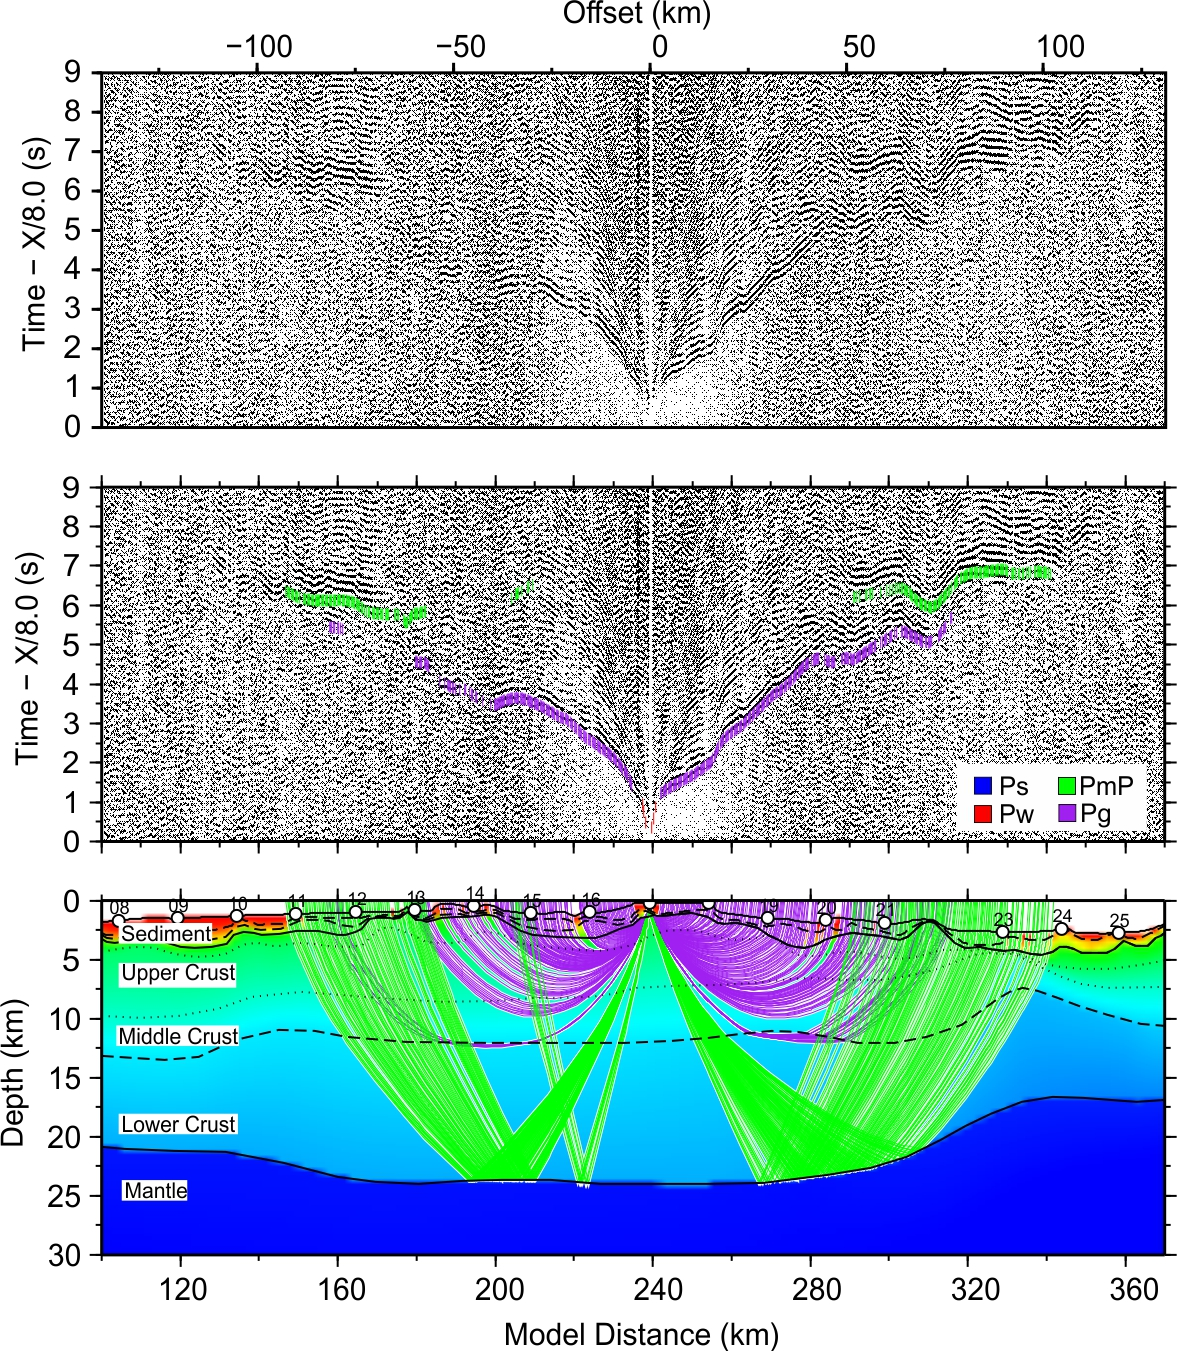 Offset (km)
−100 −50 0 50 100
9
8
7
6
5
4
3
2
1
0
Time − X/8.0 (s)
9
8
7
6
5
4
3
2
1
0
Time − X/8.0 (s)
Ps PmP
Pw Pg
0
5
10
15
20
25
30
Depth (km)
08 09 10 11 12 13 14 15 16 19 20 21 23 24 25
Sediment
Upper Crust
Middle Crust
Lower Crust
Mantle
120 160 200 240 280 320 360
Model Distance (km)